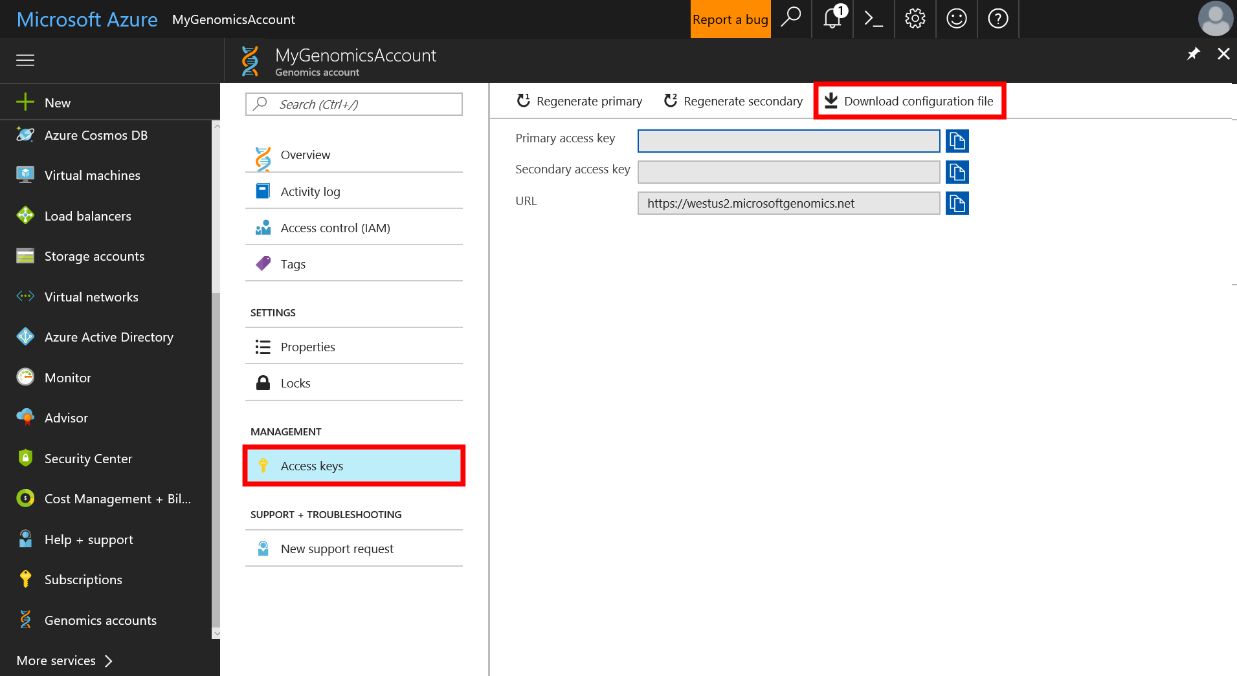 Microsoft Azure MyGenomicsAccount
Report a bug
1
MyGenomicsAccount
Genomics account
New
Azure Cosmos DB
Virtual machines
Load balancers
Storage accounts
Virtual networks
Azure Active Directory
Monitor
Advisor
Security Center
Cost Management + Bil...
Help + support
Subscriptions
Genomics accounts
More services
Search (Ctrl+/)
Overview
Activity log
Access control (IAM)
Tags
SETTINGS
Properties
Locks
MANAGEMENT
Access keys
SUPPORT + TROUBLESHOOTING
New support request
Regenerate primary Regenerate secondary Download configuration file
Primary access key
Secondary access key
URL https://westus2.microsoftgenomics.net